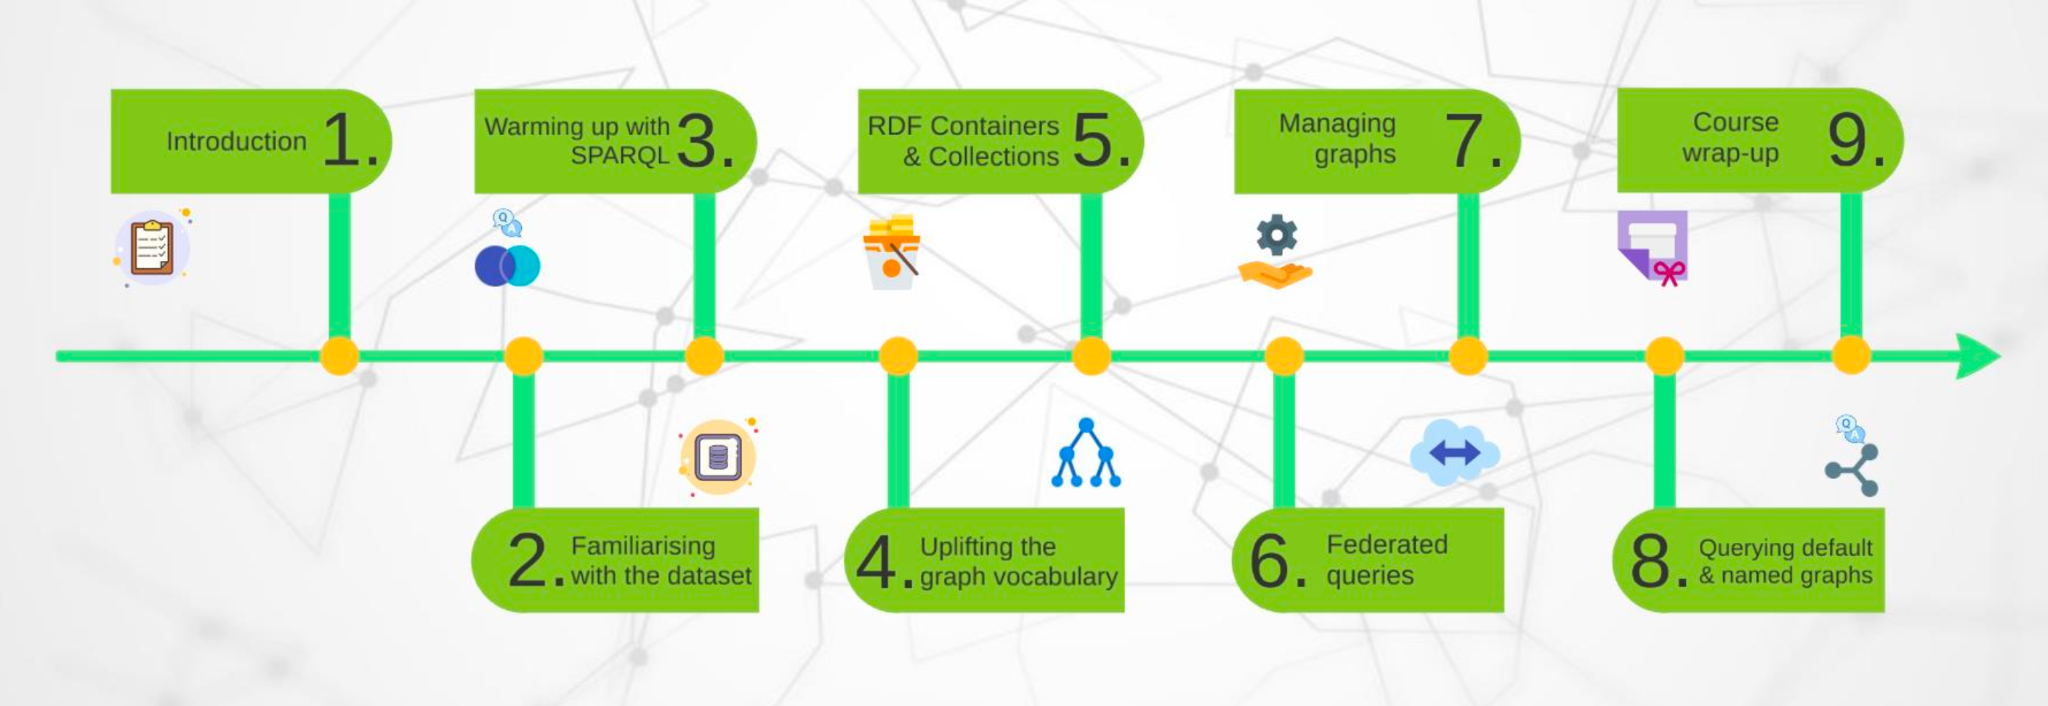 Introduction 1.
Warming up with
SPARQL 3.
RDF Containers
& Collections 5.
Managing
graphs 7.
Course
wrap-up 9.
Q
A
2. Familiarising
with the dataset
4. Uplifting the
graph vocabulary
6. Federated
queries
8. Querying default
& named graphs
Q
A